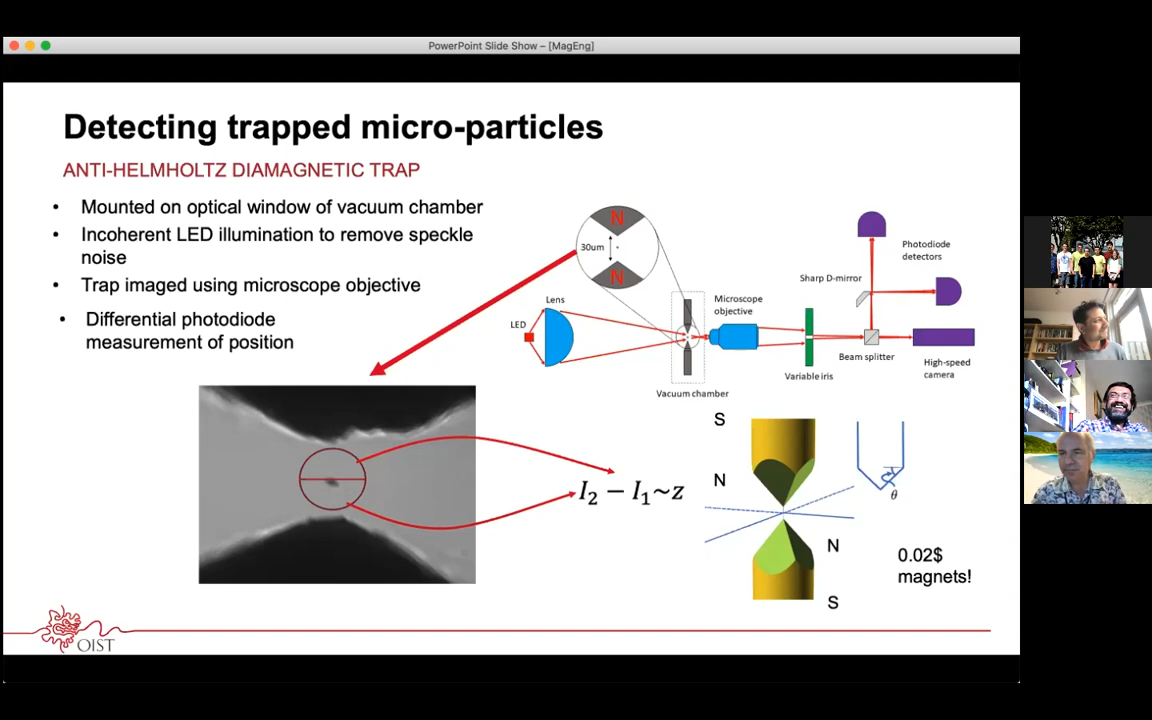 PowerPoint Slide Show – [MagEng]
Detecting trapped micro-particles
ANTI-HELMHOLTZ DIAMAGNETIC TRAP
• Mounted on optical window of vacuum chamber
• Incoherent LED illumination to remove speckle
noise
• Trap imaged using microscope objective
• Differential photodiode
measurement of position
N
30um
N
LED
Lens
Microscope
objective
Vacuum chamber
Variable iris
Sharp D-mirror
Photodiode
detectors
Beam splitter
High-speed
camera
I₂ − I₁~z
S
N
N
S
θ
0.02$
magnets!
OIST